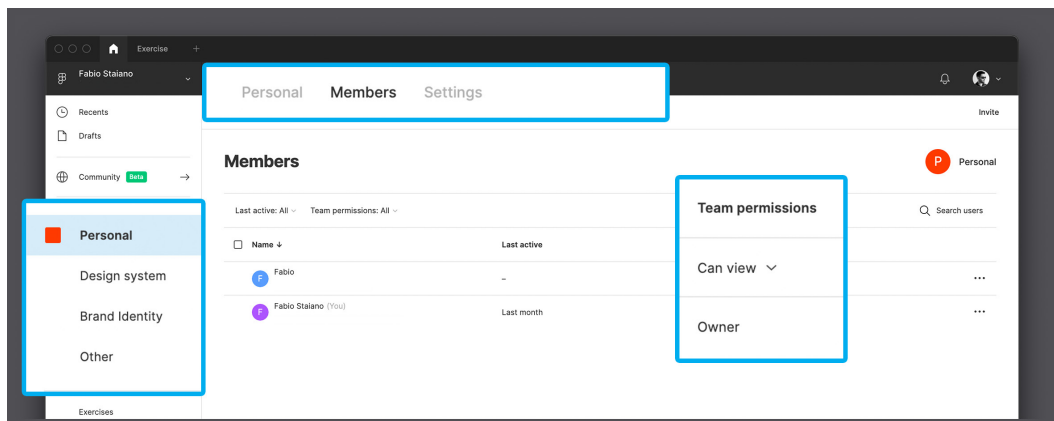 Exercise
Fabio Staiano
Personal Members Settings
Recents
Invite
Drafts
Members
P Personal
Community Beta
Last active: All Team permissions: All
Team permissions
Search users
Personal
Name Last active
Design system
Can view
F Fabio –
Brand Identity
F Fabio Staiano (You) Last month
Owner
Other
Exercises